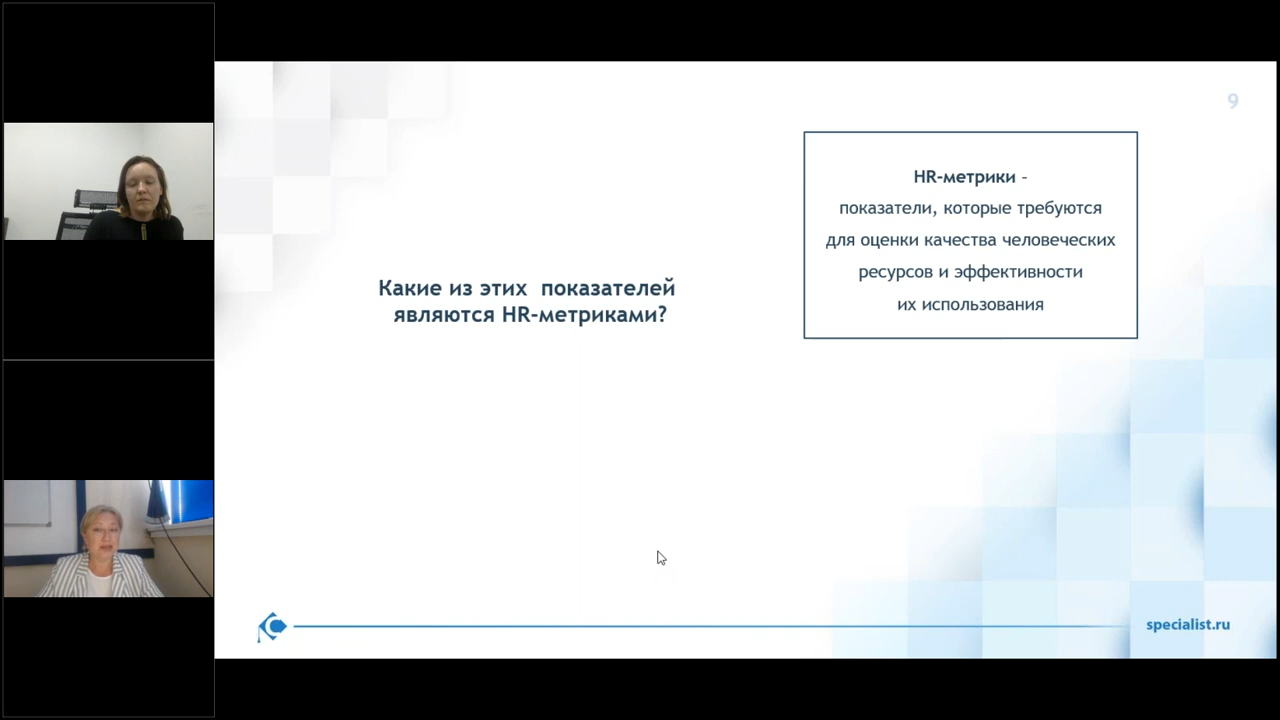 9
HR-метрики -
показатели, которые требуются
для оценки качества человеческих
ресурсов и эффективности
их использования
Какие из этих показателей
являются HR-метриками?
specialist.ru